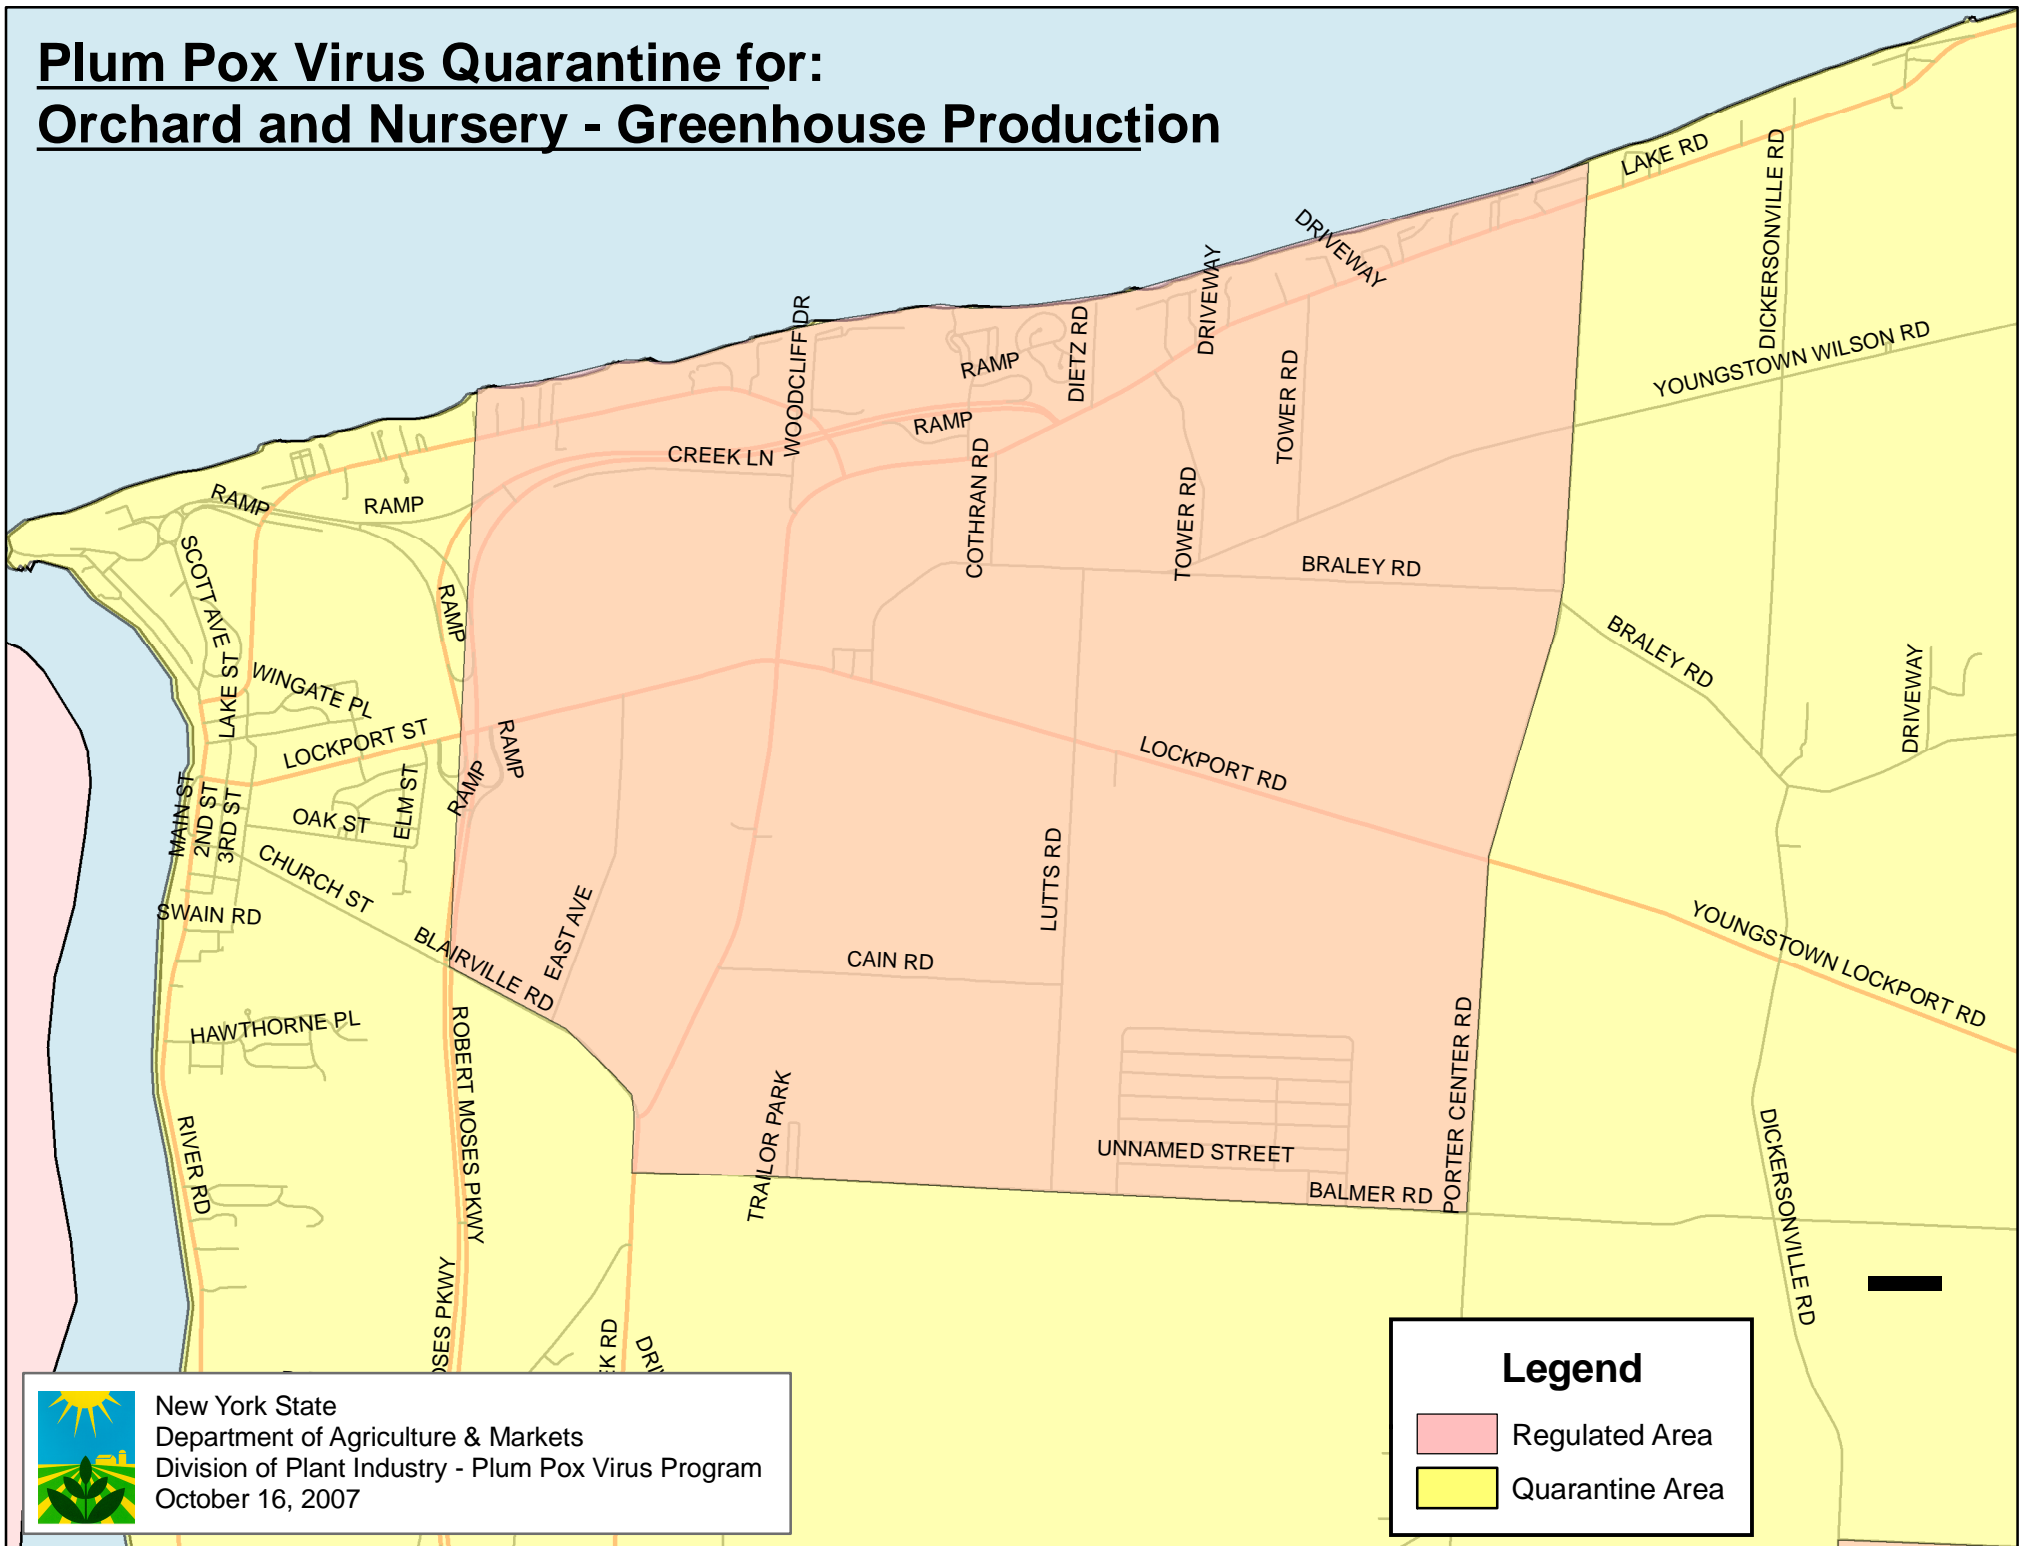 Plum Pox Virus Quarantine for:
Orchard and Nursery - Greenhouse Production
LAKE RD
DICKERSONVILLE RD
DRIVEWAY
DRIVEWAY
WOODCLIFF DR
DIETZ RD
RAMP
TOWER RD
YOUNGSTOWN WILSON RD
RAMP
CREEK LN
COTHRAN RD
TOWER RD
RAMP
RAMP
SCOTT AVE
RAMP
BRALEY RD
BRALEY RD
DRIVEWAY
LAKE ST
WINGATE PL
LOCKPORT ST
RAMP
RAMP
LOCKPORT RD
MAIN ST
2ND ST
3RD ST
OAK ST
ELM ST
CHURCH ST
LUTTS RD
SWAIN RD
BLAIRVILLE RD
EAST AVE
CAIN RD
YOUNGSTOWN LOCKPORT RD
HAWTHORNE PL
ROBERT MOSES PKWY
PORTER CENTER RD
RIVER RD
TRAILOR PARK
UNNAMED STREET
BALMER RD
DICKERSONVILLE RD
OSES PKWY
EK RD
DRIV
Legend
Regulated Area
Quarantine Area
New York State
Department of Agriculture & Markets
Division of Plant Industry - Plum Pox Virus Program
October 16, 2007